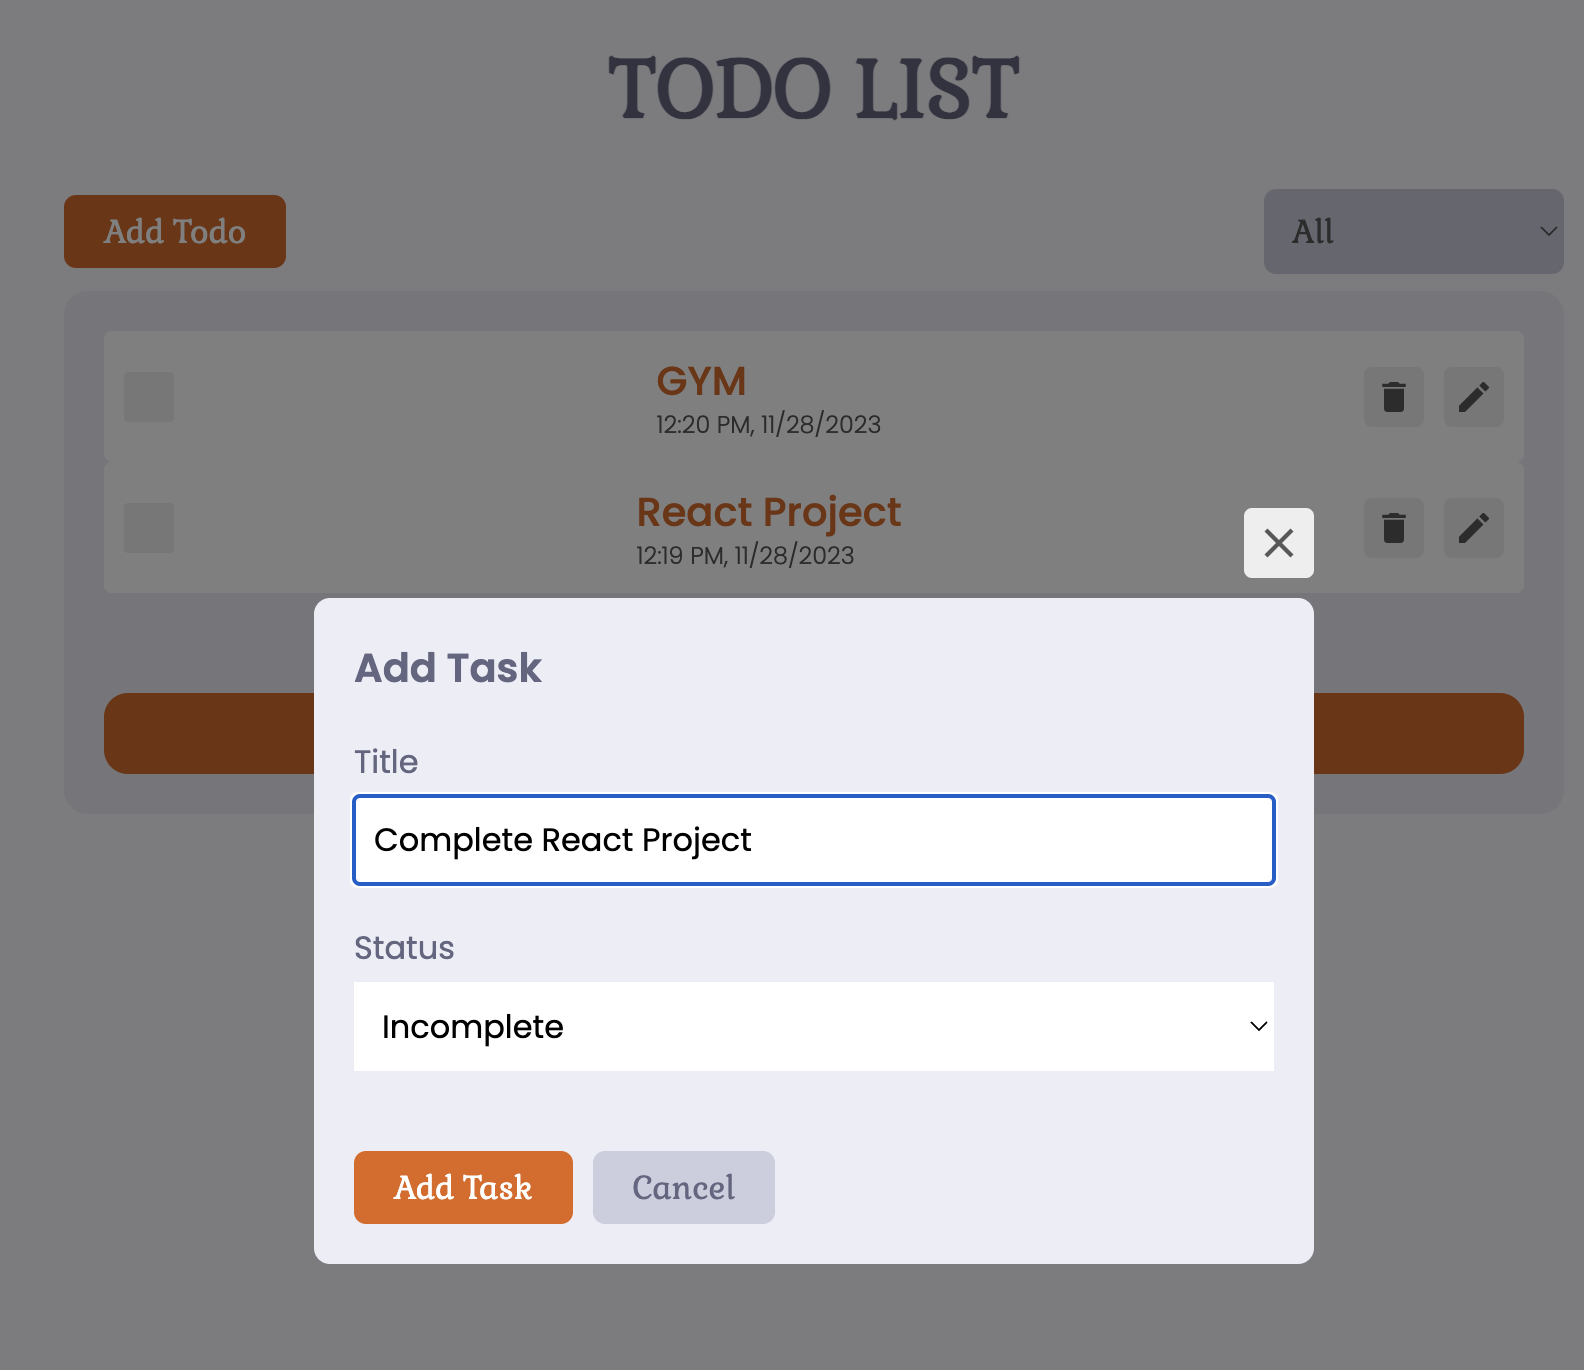 TODO LIST
Add Todo
All
GYM
12:20 PM, 11/28/2023
React Project
12:19 PM, 11/28/2023
Add Task
Title
Complete React Project
Status
Incomplete
Add Task
Cancel